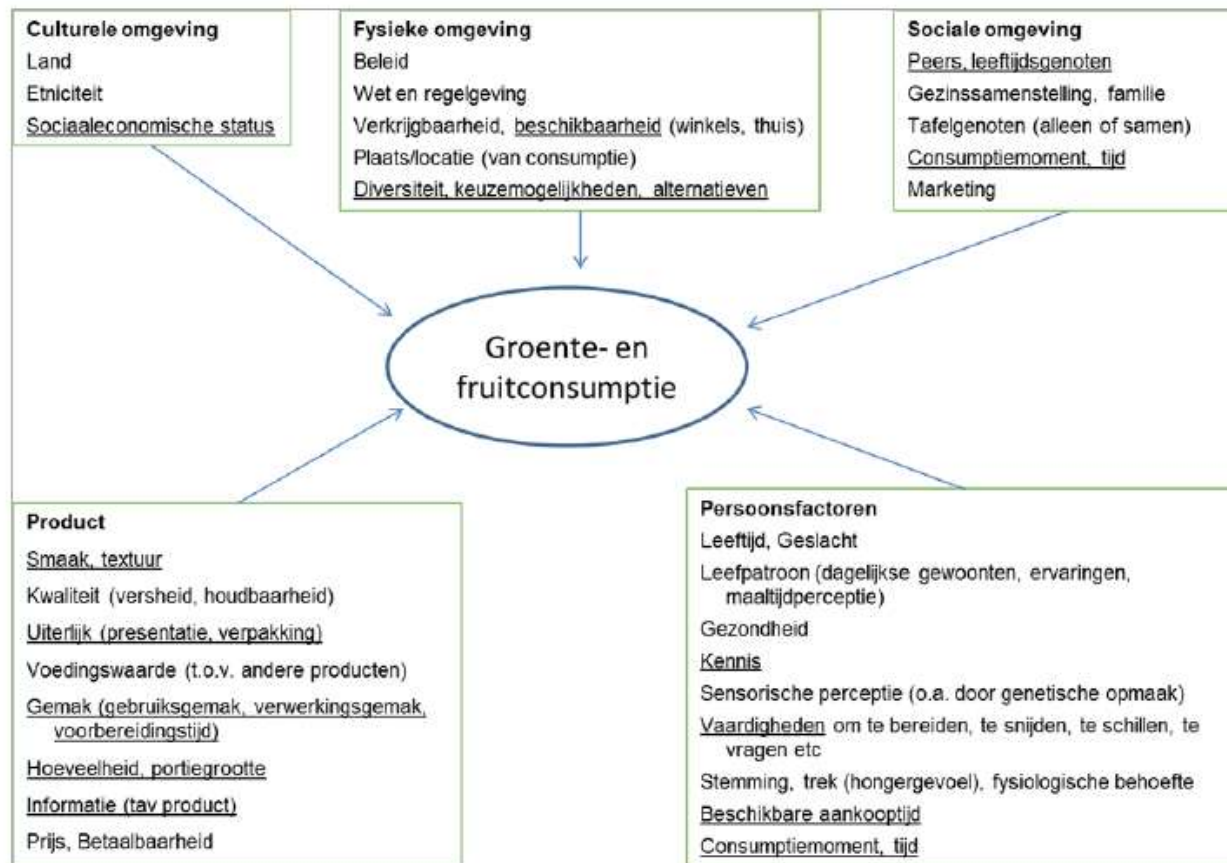 Culturele omgeving
Land
Etniciteit
Sociaaleconomische status
Fysieke omgeving
Beleid
Wet en regelgeving
Verkrijgbaarheid, beschikbaarheid (winkels, thuis)
Plaats/locatie (van consumptie)
Diversiteit, keuzemogelijkheden, alternatieven
Sociale omgeving
Peers, leeftijdsgenoten
Gezinssamenstelling, familie
Tafelgenoten (alleen of samen)
Consumptiemoment, tijd
Marketing
Groente- en
fruitconsumptie
Product
Smaak, textuur
Kwaliteit (versheid, houdbaarheid)
Uiterlijk (presentatie, verpakking)
Voedingswaarde (t.o.v. andere producten)
Gemak (gebruiksgemak, verwerkingsgemak,
voorbereidingstijd)
Hoeveelheid, portiegrootte
Informatie (tav product)
Prijs, Betaalbaarheid
Persoonsfactoren
Leeftijd, Geslacht
Leefpatroon (dagelijkse gewoonten, ervaringen,
maaltijdperceptie)
Gezondheid
Kennis
Sensorische perceptie (o.a. door genetische opmaak)
Vaardigheden om te bereiden, te snijden, te schillen, te
vragen etc
Stemming, trek (hongergevoel), fysiologische behoefte
Beschikbare aankooptijd
Consumptiemoment, tijd